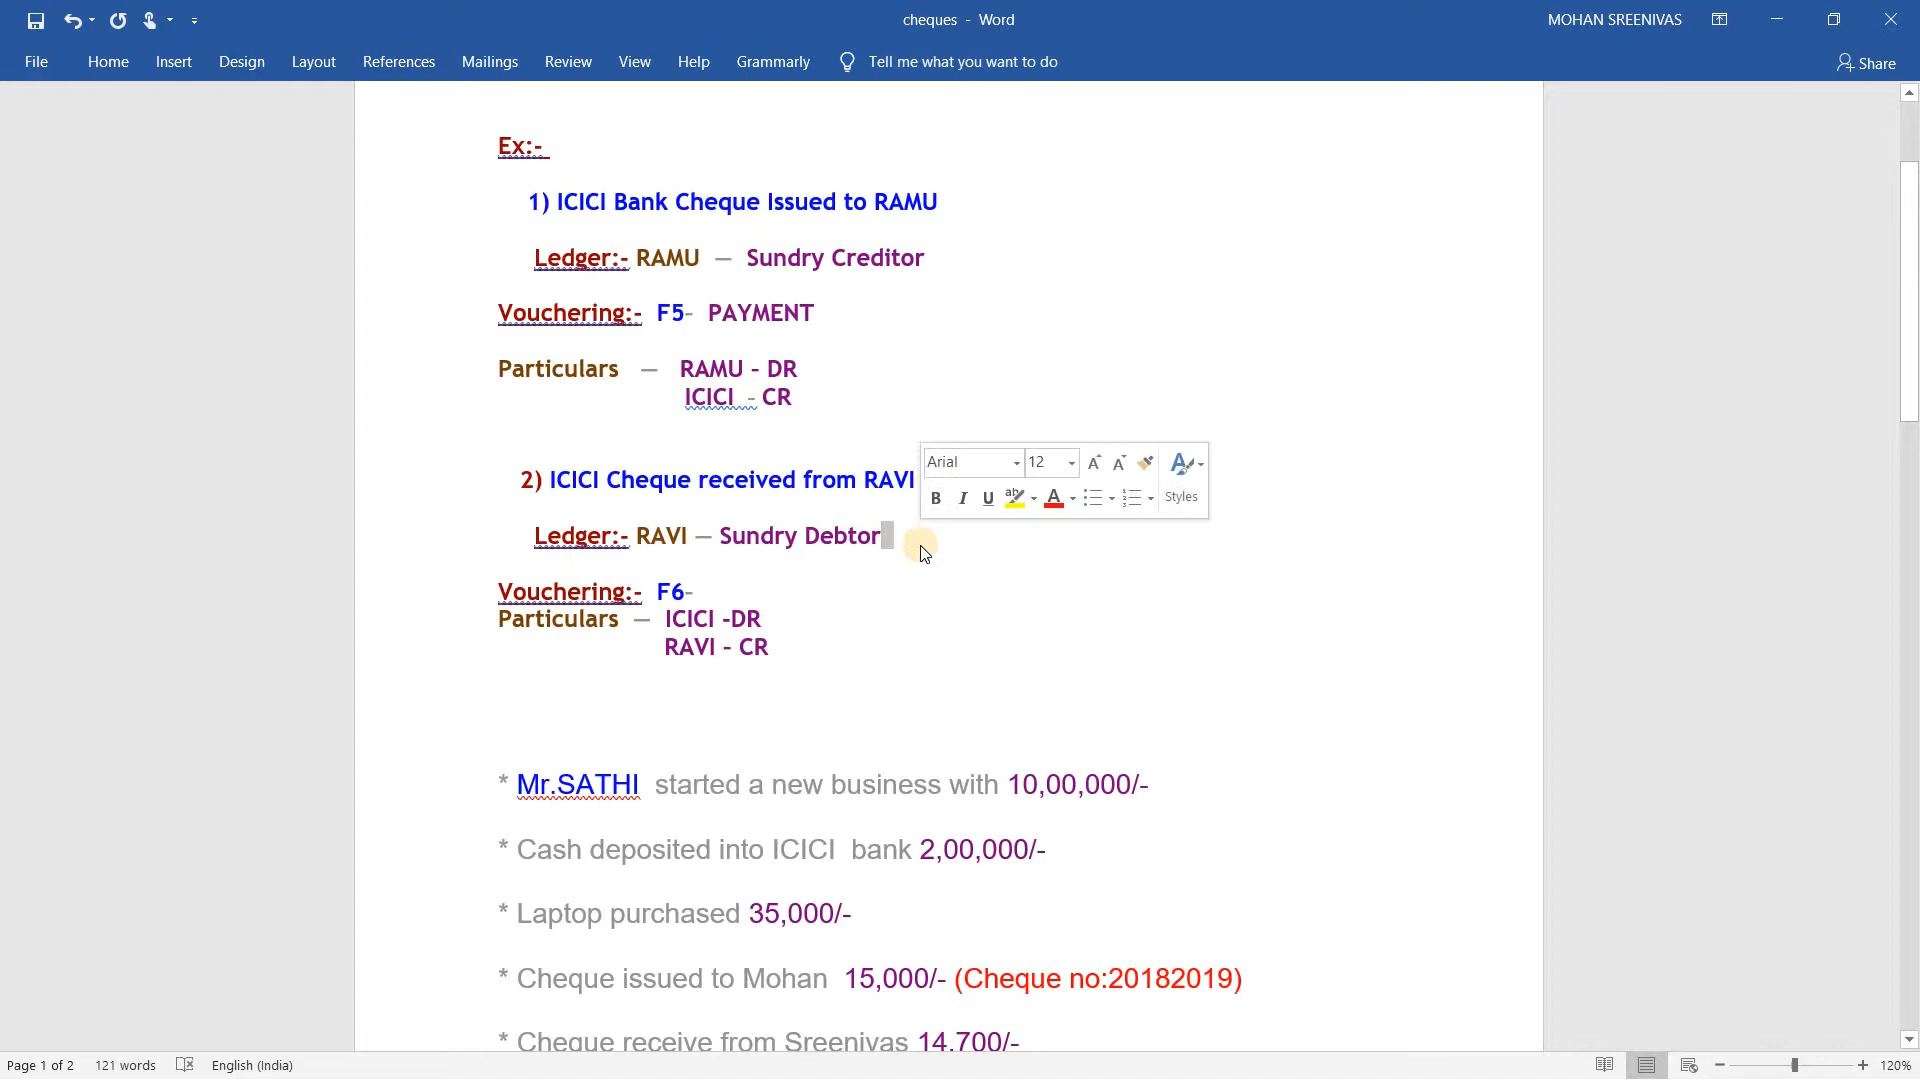 cheques - Word
MOHAN SREENIVAS
File Home Insert Design Layout References Mailings Review View Help Grammarly Tell me what you want to do Share
Ex:-
1) ICICI Bank Cheque Issued to RAMU
Ledger:- RAMU — Sundry Creditor
Vouchering:- F5- PAYMENT
Particulars — RAMU – DR
ICICI - CR
Arial 12
2) ICICI Cheque received from RAVI
Styles
Ledger:- RAVI — Sundry Debtor
Vouchering:- F6-
Particulars — ICICI -DR
RAVI – CR
* Mr.SATHI started a new business with 10,00,000/-
* Cash deposited into ICICI bank 2,00,000/-
* Laptop purchased 35,000/-
* Cheque issued to Mohan 15,000/- (Cheque no:20182019)
* Cheque receive from Sreenivas 14,700/-
Page 1 of 2 121 words English (India) 120%